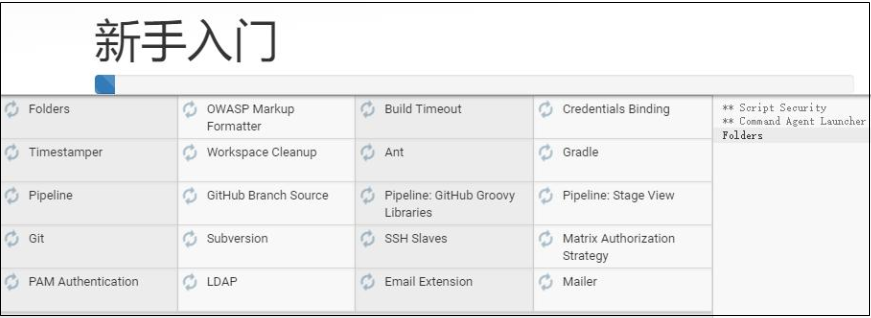 新手入门
Folders
OWASP Markup
Formatter
Build Timeout
Credentials Binding
Timestamper
Workspace Cleanup
Ant
Gradle
Pipeline
GitHub Branch Source
Pipeline: GitHub Groovy
Libraries
Pipeline: Stage View
Git
Subversion
SSH Slaves
Matrix Authorization
Strategy
PAM Authentication
LDAP
Email Extension
Mailer
** Script Security
** Command Agent Launcher
Folders